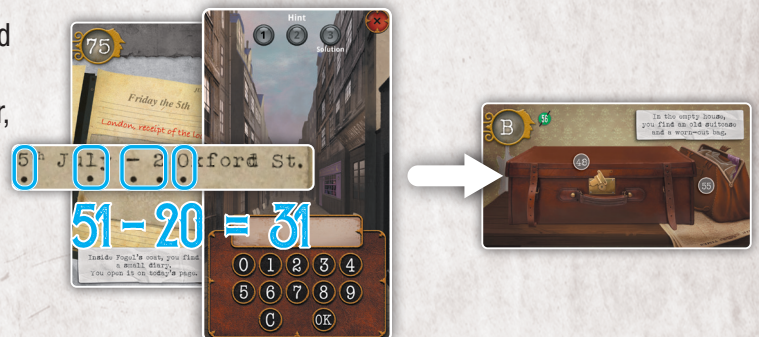 d
r,
75
Friday the 5th
London, receipt of the Lo
Hint
1 2 3
Solution
5th July - 2 Oxford St.
51 - 20 = 31
Inside Fogel's coat, you find
a small diary.
You open it on today's page.
0 1 2 3 4
5 6 7 8 9
C OK
B
56
In the empty house,
you find an old suitcase
and a worn-out bag.
48
55